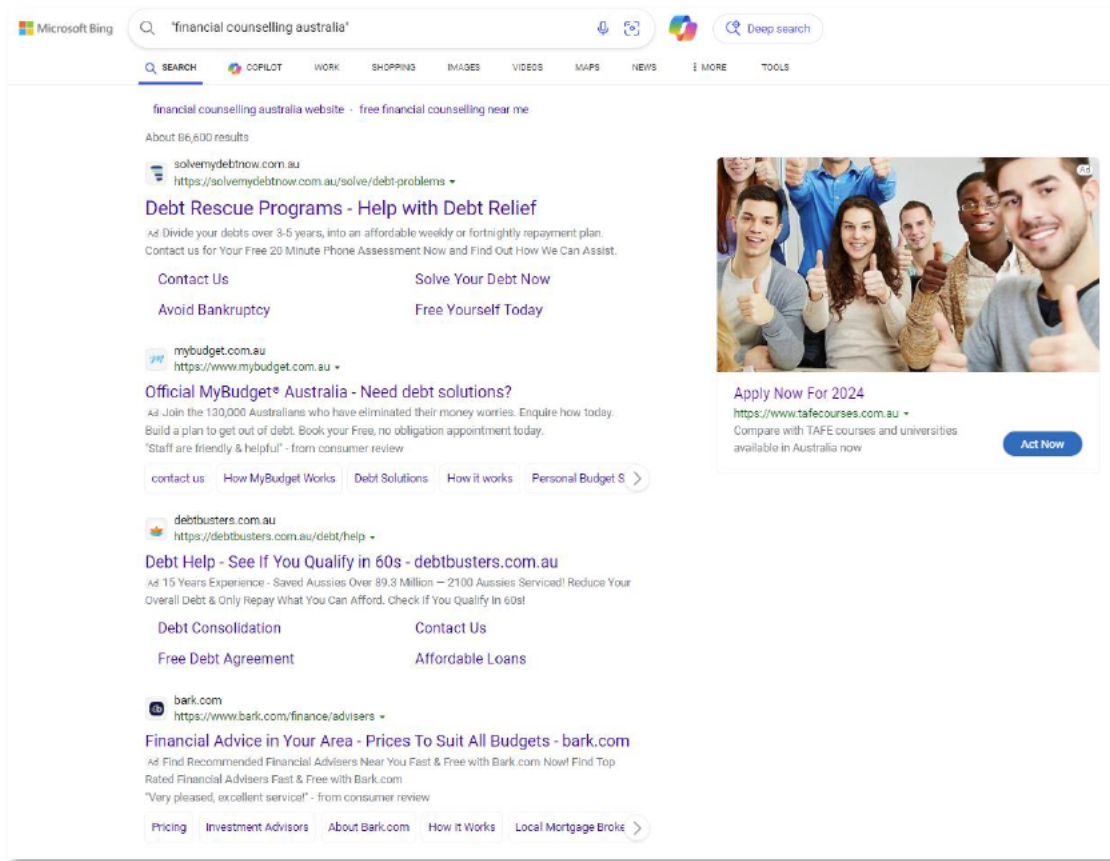 Microsoft Bing
"financial counselling australia"
Deep search
SEARCH
COPILOT
WORK
SHOPPING
IMAGES
VIDEOS
MAPS
NEWS
MORE
TOOLS
financial counselling australia website · free financial counselling near me
About 86,600 results
solvemydebtnow.com.au
https://solvemydebtnow.com.au/solve/debt-problems
Debt Rescue Programs - Help with Debt Relief
Ad Divide your debts over 3-5 years, into an affordable weekly or fortnightly repayment plan.
Contact us for Your Free 20 Minute Phone Assessment Now and Find Out How We Can Assist.
Contact Us
Solve Your Debt Now
Avoid Bankruptcy
Free Yourself Today
mybudget.com.au
https://www.mybudget.com.au
Official MyBudget® Australia - Need debt solutions?
Ad Join the 130,000 Australians who have eliminated their money worries. Enquire how today.
Build a plan to get out of debt. Book your Free, no obligation appointment today.
"Staff are friendly & helpful" - from consumer review
contact us
How MyBudget Works
Debt Solutions
How it works
Personal Budget S
debtbusters.com.au
https://debtbusters.com.au/debt/help
Debt Help - See If You Qualify in 60s - debtbusters.com.au
Ad 15 Years Experience - Saved Aussies Over 89.3 Million — 2100 Aussies Serviced! Reduce Your
Overall Debt & Only Repay What You Can Afford. Check If You Qualify In 60s!
Debt Consolidation
Contact Us
Free Debt Agreement
Affordable Loans
bark.com
https://www.bark.com/finance/advisers
Financial Advice in Your Area - Prices To Suit All Budgets - bark.com
Ad Find Recommended Financial Advisers Near You Fast & Free with Bark.com Now! Find Top
Rated Financial Advisers Fast & Free with Bark.com
"Very pleased, excellent service!" - from consumer review
Pricing
Investment Advisors
About Bark.com
How It Works
Local Mortgage Broke
Ad
Apply Now For 2024
https://www.tafecourses.com.au
Compare with TAFE courses and universities
available in Australia now
Act Now